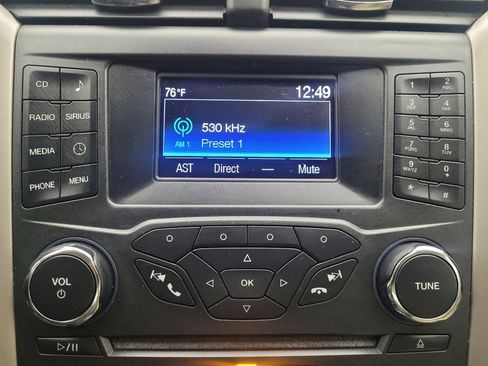 76°F 12:49
530 kHz
AM 1 Preset 1
AST Direct — Mute
CD
RADIO SIRIUS
MEDIA
PHONE MENU
1 2 ABC
3 DEF 4 GHI
5 JKL 6 MNO
7 PQRS 8 TUV
9 WXYZ 0
* #
VOL
OK
TUNE